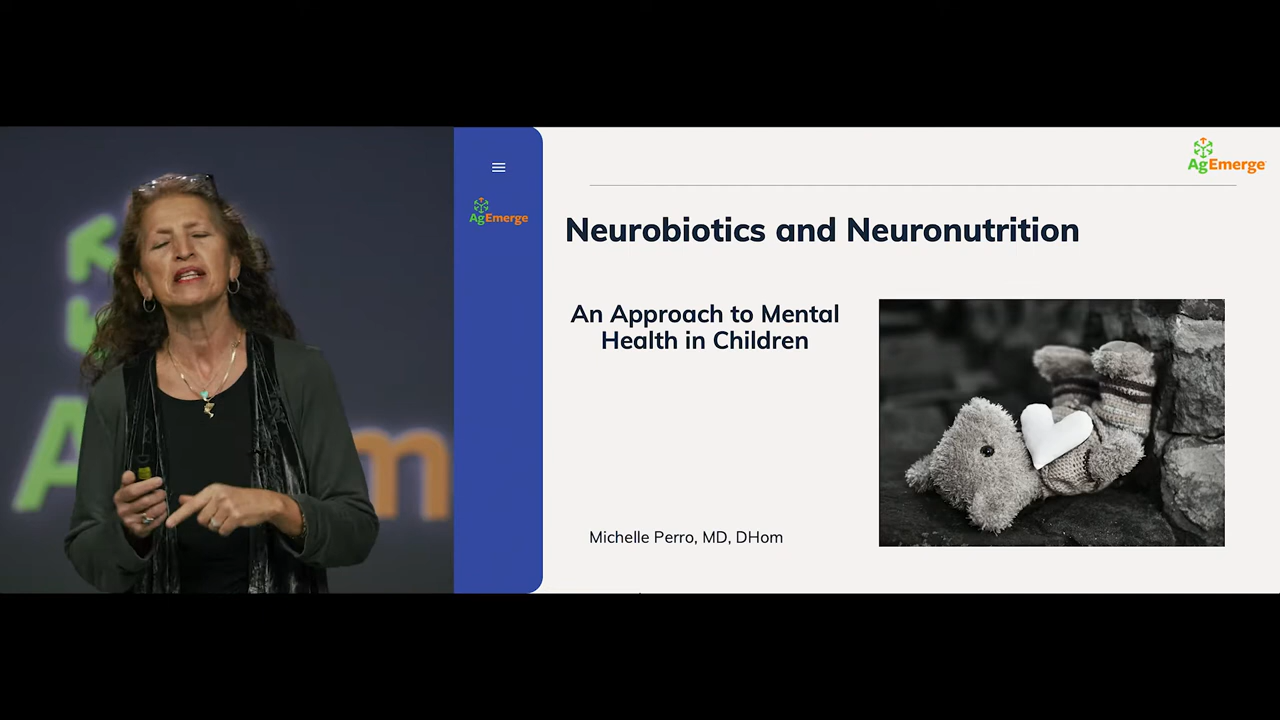 AgEmerge
AgEmerge
Neurobiotics and Neuronutrition
An Approach to Mental
Health in Children
Michelle Perro, MD, DHom
A m